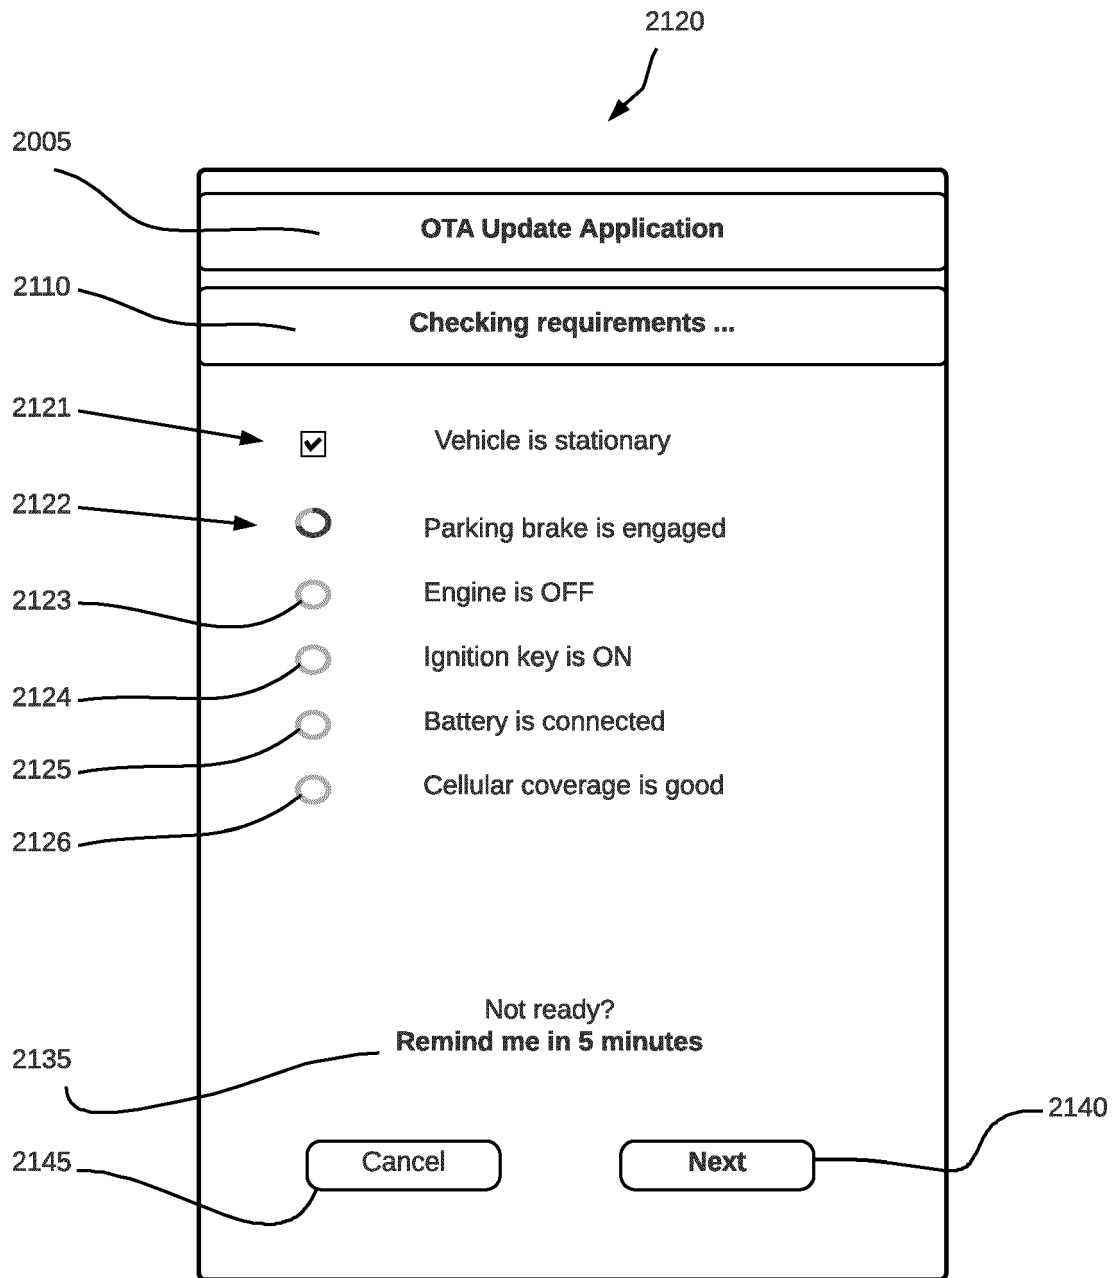 2120
2005
OTA Update Application
2110
Checking requirements ...
2121
Vehicle is stationary
2122
Parking brake is engaged
2123
Engine is OFF
2124
Ignition key is ON
2125
Battery is connected
2126
Cellular coverage is good
Not ready?
2135
Remind me in 5 minutes
2140
2145
Cancel
Next